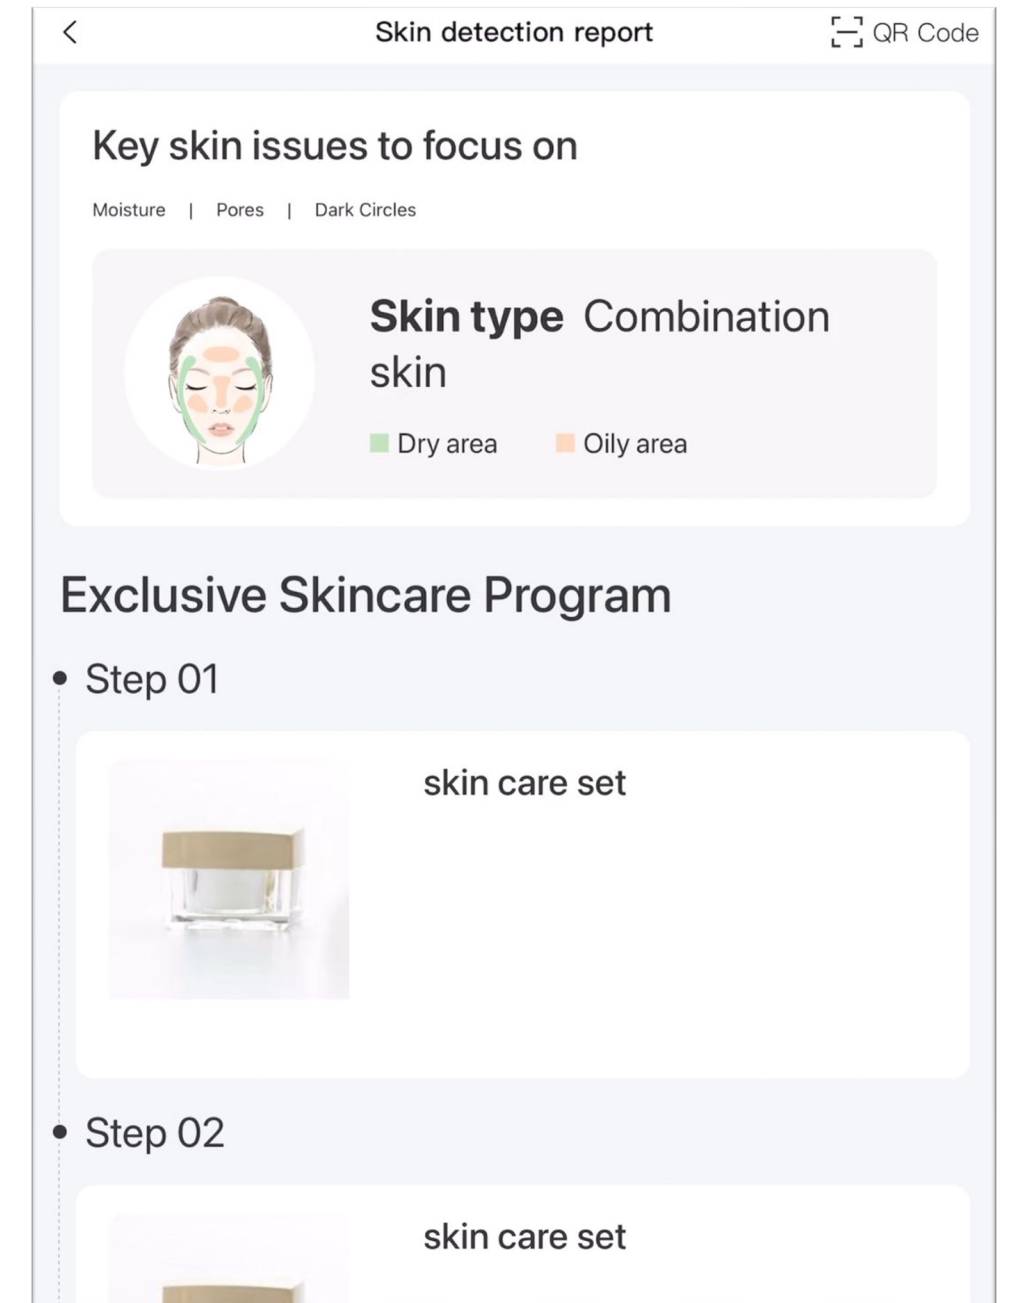 Skin detection report
QR Code
Key skin issues to focus on
Moisture | Pores | Dark Circles
Skin type Combination
skin
Dry area
Oily area
Exclusive Skincare Program
Step 01
skin care set
Step 02
skin care set